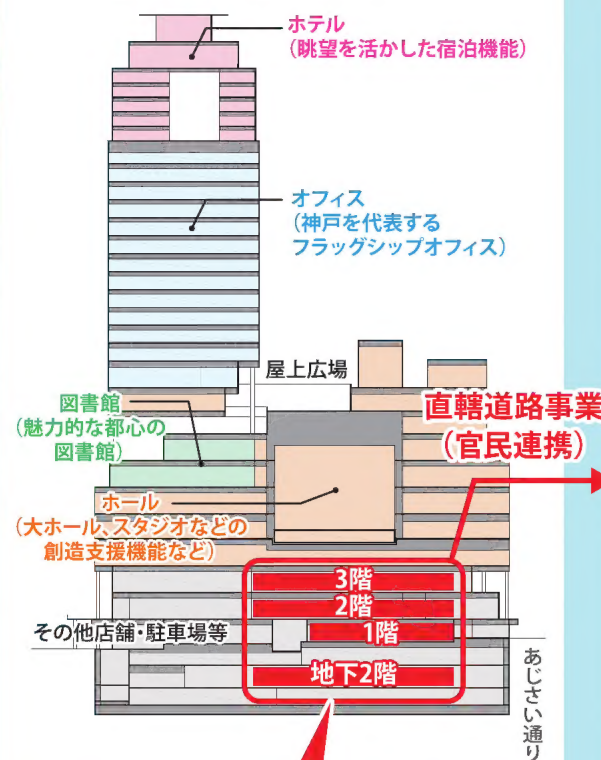 ホテル
(眺望を活かした宿泊機能)
オフィス
(神戸を代表する
フラッグシップオフィス)
屋上広場
図書館
(魅力的な都心の
図書館)
直轄道路事業
(官民連携)
ホール
(大ホール、スタジオなどの
創造支援機能など)
3階
2階
1階
その他店舗・駐車場等
地下2階
あじさい通り